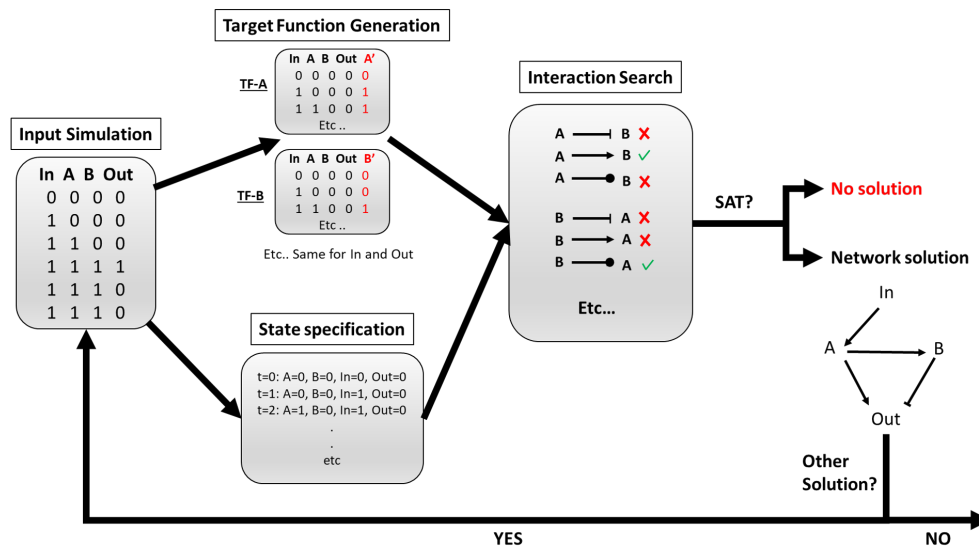 Target Function Generation
In A B Out A’
TF-A
0 0 0 0 0
1 0 0 0 1
1 1 0 0 1
Etc ..
In A B Out B’
TF-B
0 0 0 0 0
1 0 0 0 0
1 1 0 0 1
Etc ..
Etc.. Same for In and Out
Input Simulation
In A B Out
0 0 0 0
1 0 0 0
1 1 0 0
1 1 1 1
1 1 1 0
1 1 1 0
State specification
t=0: A=0, B=0, In=0, Out=0
t=1: A=0, B=0, In=1, Out=0
t=2: A=1, B=0, In=1, Out=0
.
.
etc
Interaction Search
A B ✗
A B ✓
A B ✗
B A ✗
B A ✗
B A ✓
Etc...
SAT?
No solution
Network solution
In
A B
Out
Other
Solution?
YES
NO